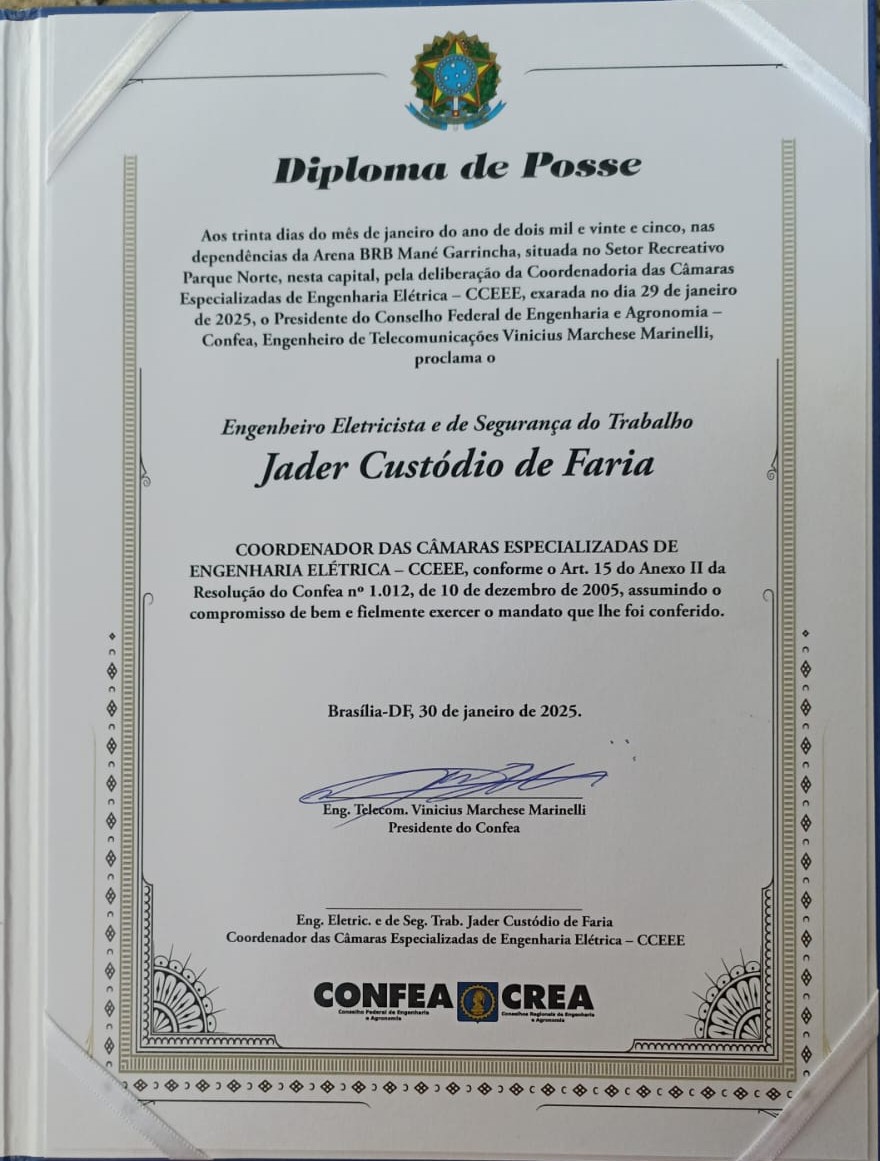 Diploma de Posse
Aos trinta dias do mês de janeiro do ano de dois mil e vinte e cinco, nas
dependências da Arena BRB Mané Garrincha, situada no Setor Recreativo
Parque Norte, nesta capital, pela deliberação da Coordenadoria das Câmaras
Especializadas de Engenharia Elétrica – CCEEE, exarada no dia 29 de janeiro
de 2025, o Presidente do Conselho Federal de Engenharia e Agronomia –
Confea, Engenheiro de Telecomunicações Vinicius Marchese Marinelli,
proclama o
Engenheiro Eletricista e de Segurança do Trabalho
Jader Custódio de Faria
COORDENADOR DAS CÂMARAS ESPECIALIZADAS DE
ENGENHARIA ELÉTRICA – CCEEE, conforme o Art. 15 do Anexo II da
Resolução do Confea nº 1.012, de 10 de dezembro de 2005, assumindo o
compromisso de bem e fielmente exercer o mandato que lhe foi conferido.
Brasília-DF, 30 de janeiro de 2025.
Eng. Telecom. Vinicius Marchese Marinelli
Presidente do Confea
Eng. Eletric. e de Seg. Trab. Jader Custódio de Faria
Coordenador das Câmaras Especializadas de Engenharia Elétrica – CCEEE
CONFEA CREA
Conselho Federal de Engenharia e Agronomia
Conselhos Regionais de Engenharia e Agronomia